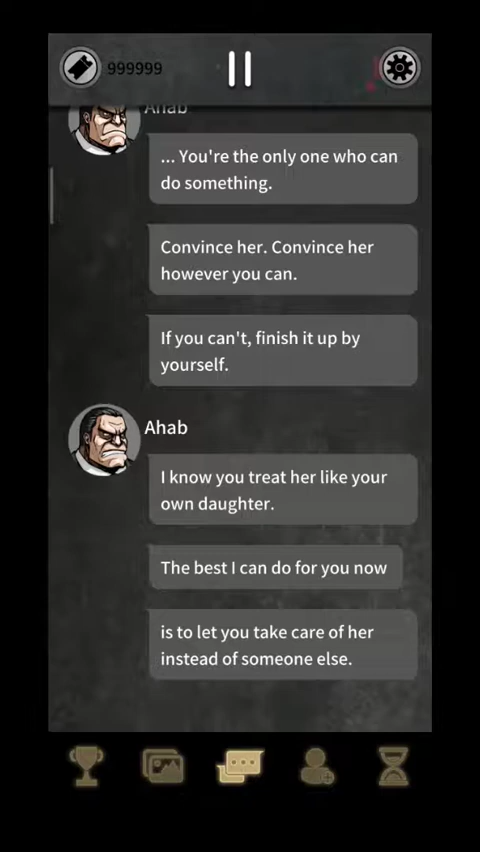 999999
Ahab
... You're the only one who can
do something.
Convince her. Convince her
however you can.
If you can't, finish it up by
yourself.
Ahab
I know you treat her like your
own daughter.
The best I can do for you now
is to let you take care of her
instead of someone else.